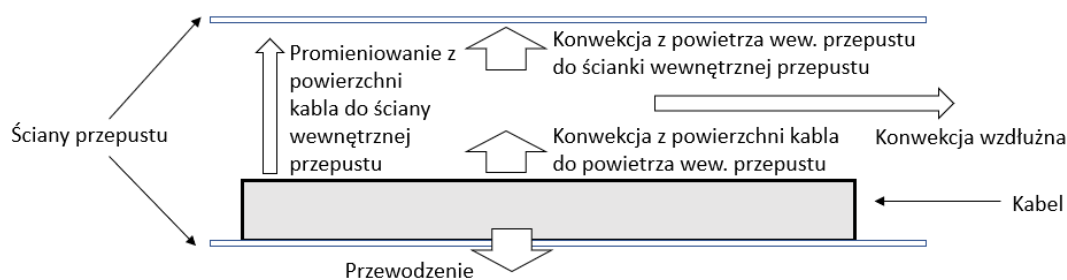 Promieniowanie z
powierzchni
kabla do ściany
wewnętrznej
przepustu
Konwekcja z powietrza wew. przepustu
do ścianki wewnętrznej przepustu
Ściany przepustu
Konwekcja z powierzchni kabla
do powietrza wew. przepustu
Konwekcja wzdłużna
Kabel
Przewodzenie